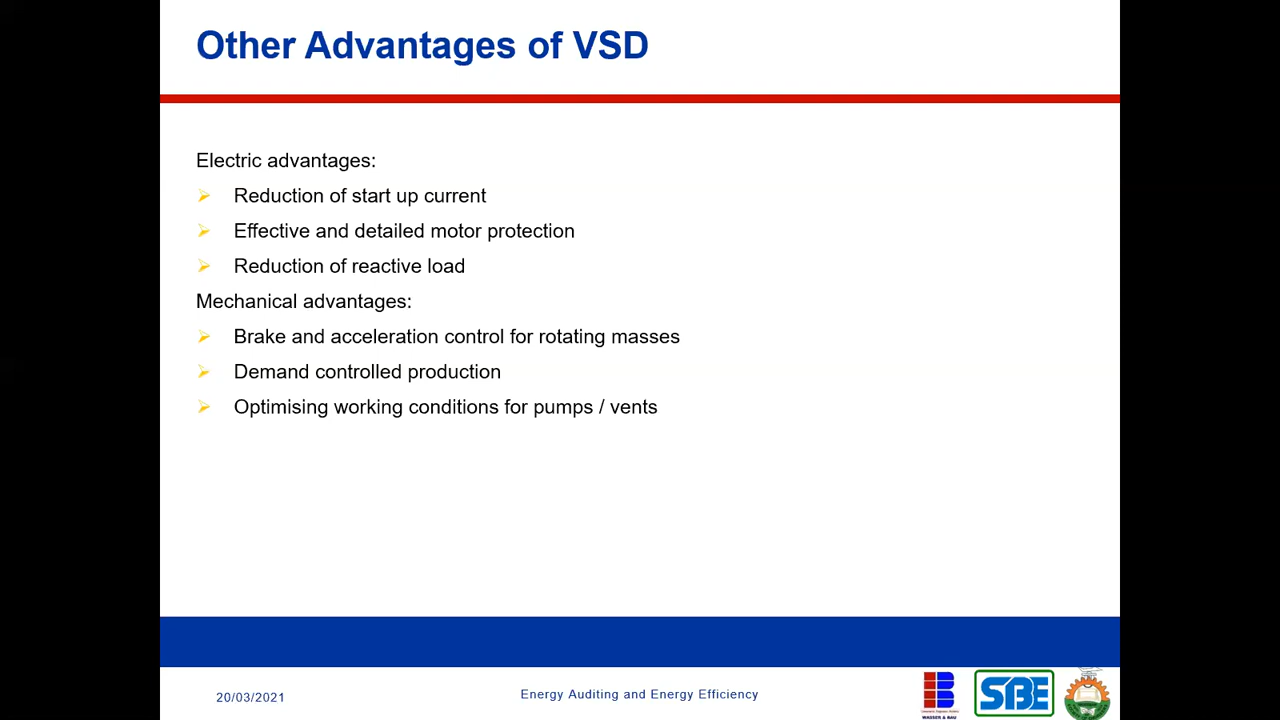 Other Advantages of VSD
Electric advantages:
Reduction of start up current
Effective and detailed motor protection
Reduction of reactive load
Mechanical advantages:
Brake and acceleration control for rotating masses
Demand controlled production
Optimising working conditions for pumps / vents
20/03/2021
Energy Auditing and Energy Efficiency
WASSER & BAU
SBE